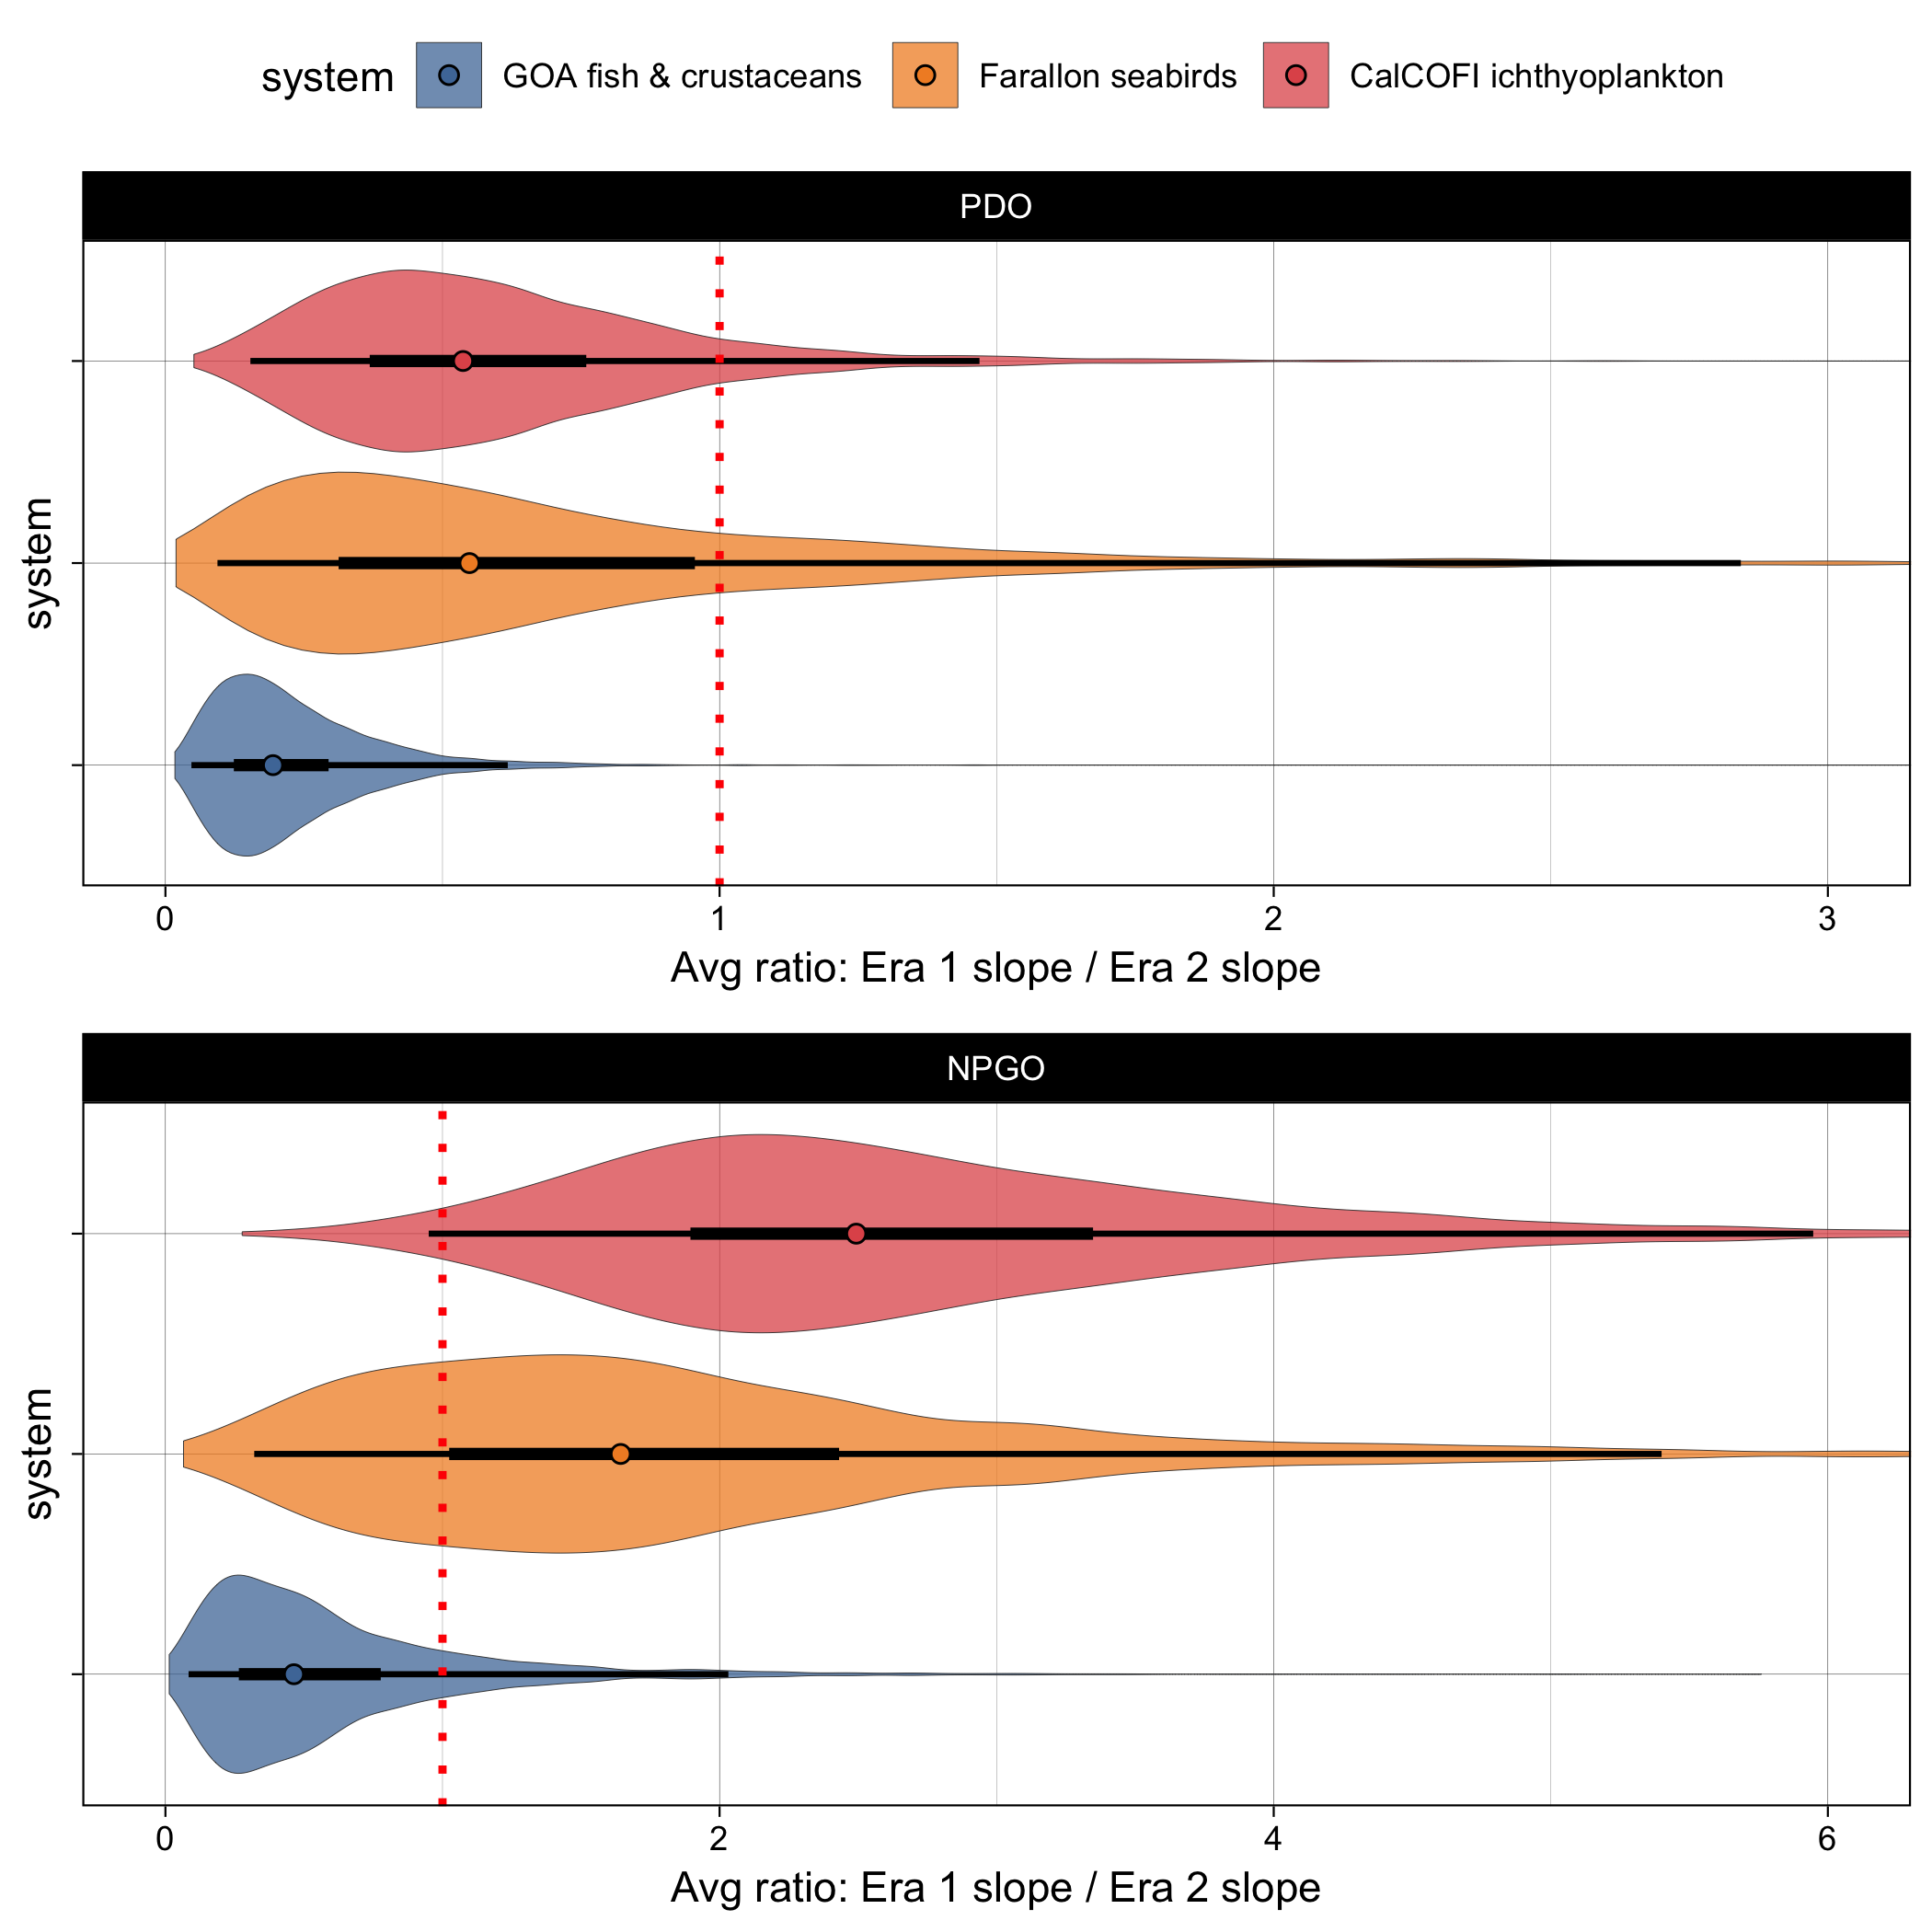 system GOA fish & crustaceans Farallon seabirds CalCOFI ichthyoplankton
PDO
system
0 1 2 3
Avg ratio: Era 1 slope / Era 2 slope
NPGO
system
0 2 4 6
Avg ratio: Era 1 slope / Era 2 slope